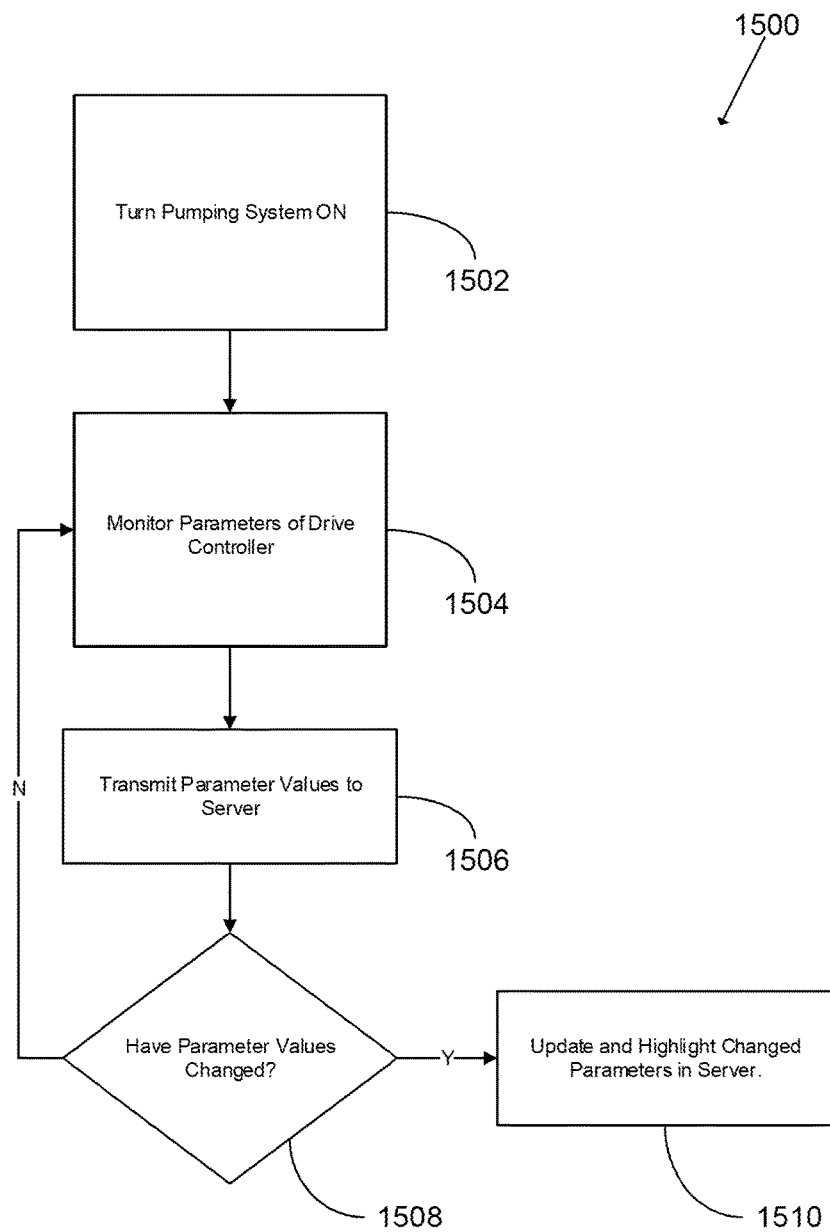 1500
Turn Pumping System ON
1502
Monitor Parameters of Drive
Controller
1504
Transmit Parameter Values to
Server
1506
N
Have Parameter Values
Changed?
Y
Update and Highlight Changed
Parameters in Server.
1508
1510